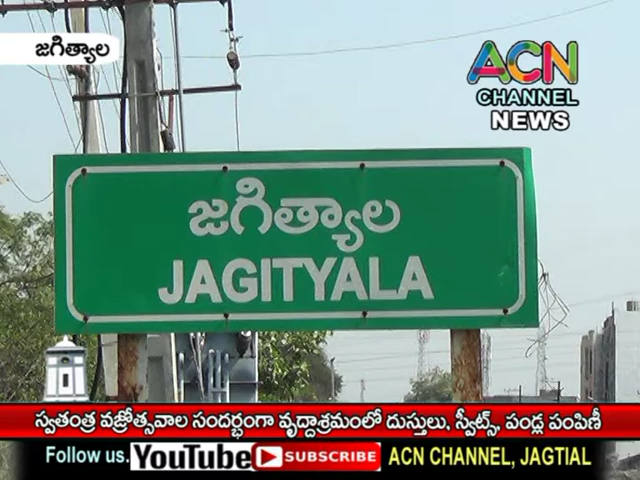 జగిత్యాల
ACN
CHANNEL
NEWS
జగిత్యాల
JAGITYALA
స్వతంత్ర వజ్రోత్సవాల సందర్భంగా వృద్దాశ్రమంలో దుస్తులు, స్వీట్స్, పండ్ల పంపిణీ
Follow us. YouTube SUBSCRIBE ACN CHANNEL, JAGTIAL